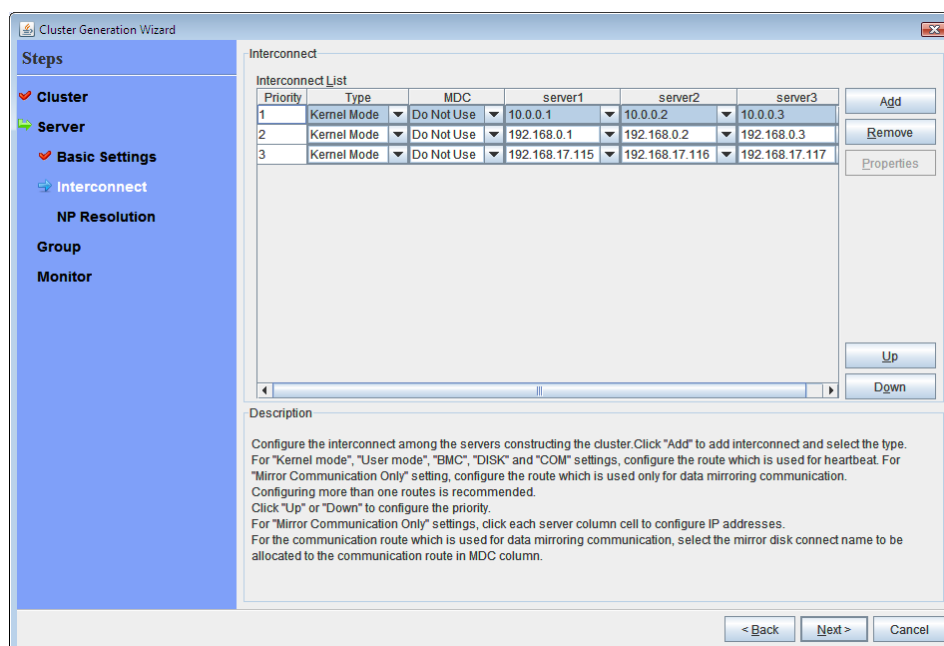 Cluster Generation Wizard
Steps
Cluster
Server
Basic Settings
Interconnect
NP Resolution
Group
Monitor
Interconnect
Interconnect List
Priority Type MDC server1 server2 server3
1 Kernel Mode Do Not Use 10.0.0.1 10.0.0.2 10.0.0.3
2 Kernel Mode Do Not Use 192.168.0.1 192.168.0.2 192.168.0.3
3 Kernel Mode Do Not Use 192.168.17.115 192.168.17.116 192.168.17.117
Add
Remove
Properties
Up
Down
Description
Configure the interconnect among the servers constructing the cluster.Click "Add" to add interconnect and select the type.
For "Kernel mode", "User mode", "BMC", "DISK" and "COM" settings, configure the route which is used for heartbeat. For
"Mirror Communication Only" setting, configure the route which is used only for data mirroring communication.
Configuring more than one routes is recommended.
Click "Up" or "Down" to configure the priority.
For "Mirror Communication Only" settings, click each server column cell to configure IP addresses.
For the communication route which is used for data mirroring communication, select the mirror disk connect name to be
allocated to the communication route in MDC column.
< Back Next > Cancel